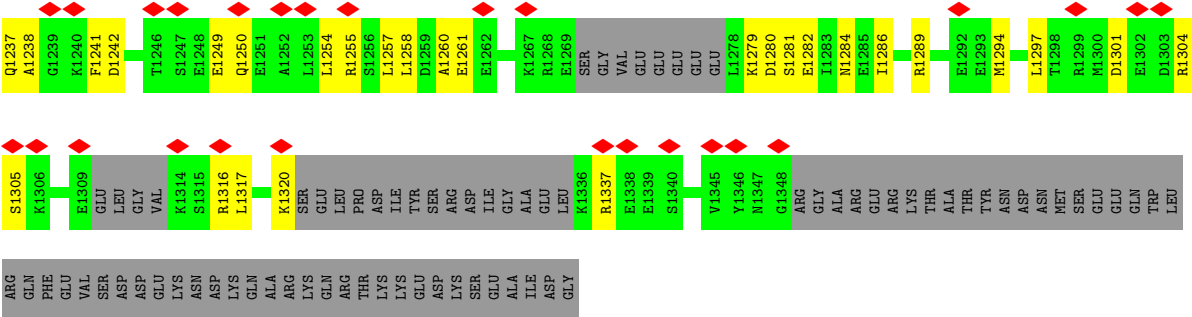 Q1237 A1238 G1239 K1240 F1241 D1242 T1246 S1247 E1248 E1249 Q1250 E1251 A1252 L1253 L1254 R1255 S1256 L1257 L1258 D1259 A1260 E1261 E1262 K1267 R1268 E1269 SER GLY VAL GLU GLU GLU GLU GLU L1278 K1279 D1280 S1281 E1282 I1283 N1284 E1285 I1286 R1289 E1292 E1293 M1294 L1297 T1298 R1299 M1300 D1301 E1302 D1303 R1304
S1305 K1306 E1309 GLU LEU GLY VAL K1314 S1315 R1316 L1317 K1320 SER GLU LEU PRO ASP ILE TYR SER ARG ASP ILE GLY ALA GLU LEU K1336 R1337 E1338 E1339 S1340 V1345 Y1346 N1347 G1348 ARG GLY ALA ARG GLU ARG LYS THR ALA THR TYR ASN ASP ASN MET SER GLU GLU GLN TRP LEU
ARG GLN PHE GLU VAL SER ASP ASP GLU LYS ASN ASP LYS GLN ALA ARG LYS GLN ARG THR LYS LYS GLU ASP LYS SER GLU ALA ILE ASP GLY